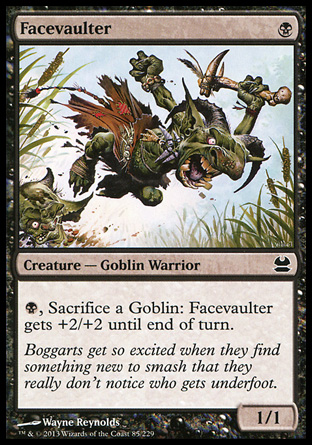 Facevaulter
Creature — Goblin Warrior
, Sacrifice a Goblin: Facevaulter
gets +2/+2 until end of turn.
Boggarts get so excited when they find
something new to smash that they
really don't notice who gets underfoot.
Wayne Reynolds
™ & © 2013 Wizards of the Coast 85/229
1/1